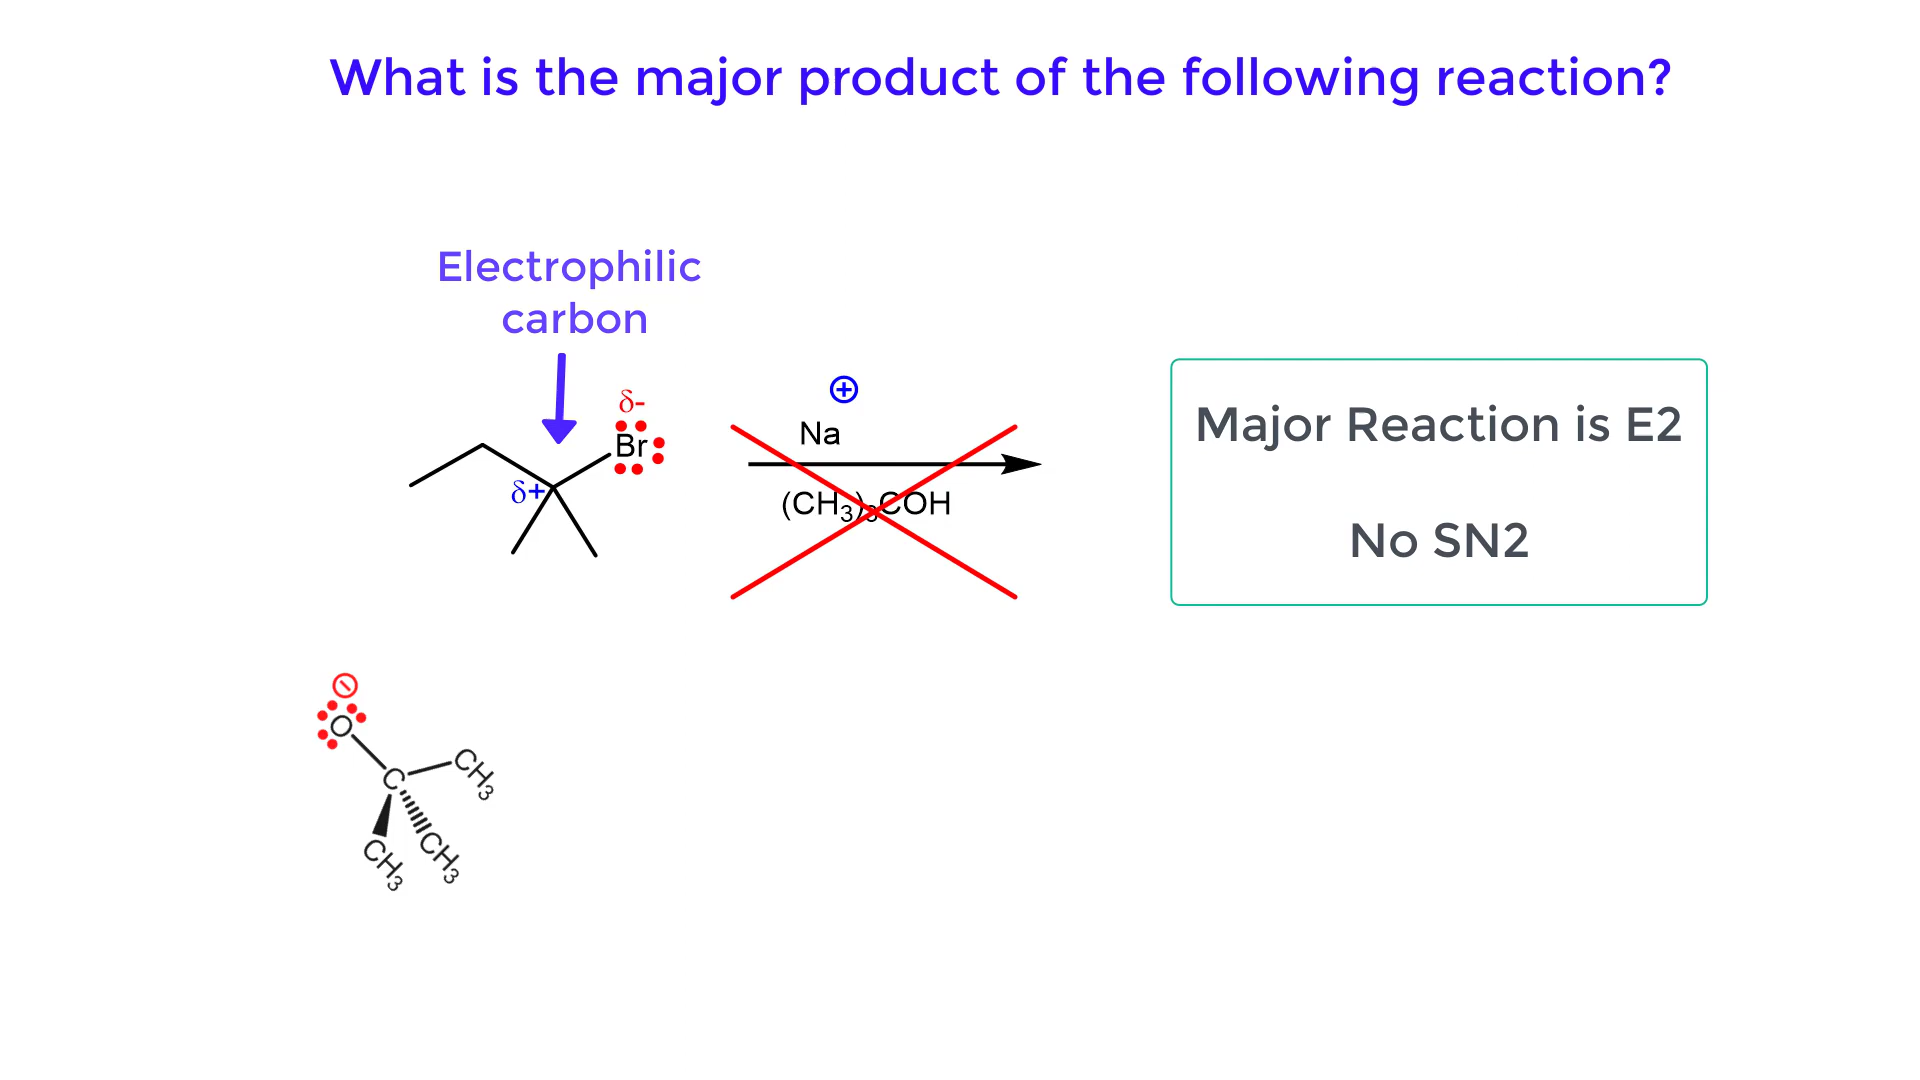 What is the major product of the following reaction?
Electrophilic
carbon
δ-
Br
δ+
+
Na
(CH₃)₃COH
Major Reaction is E2
No SN2
-
O
C
CH₃
CH₃
CH₃